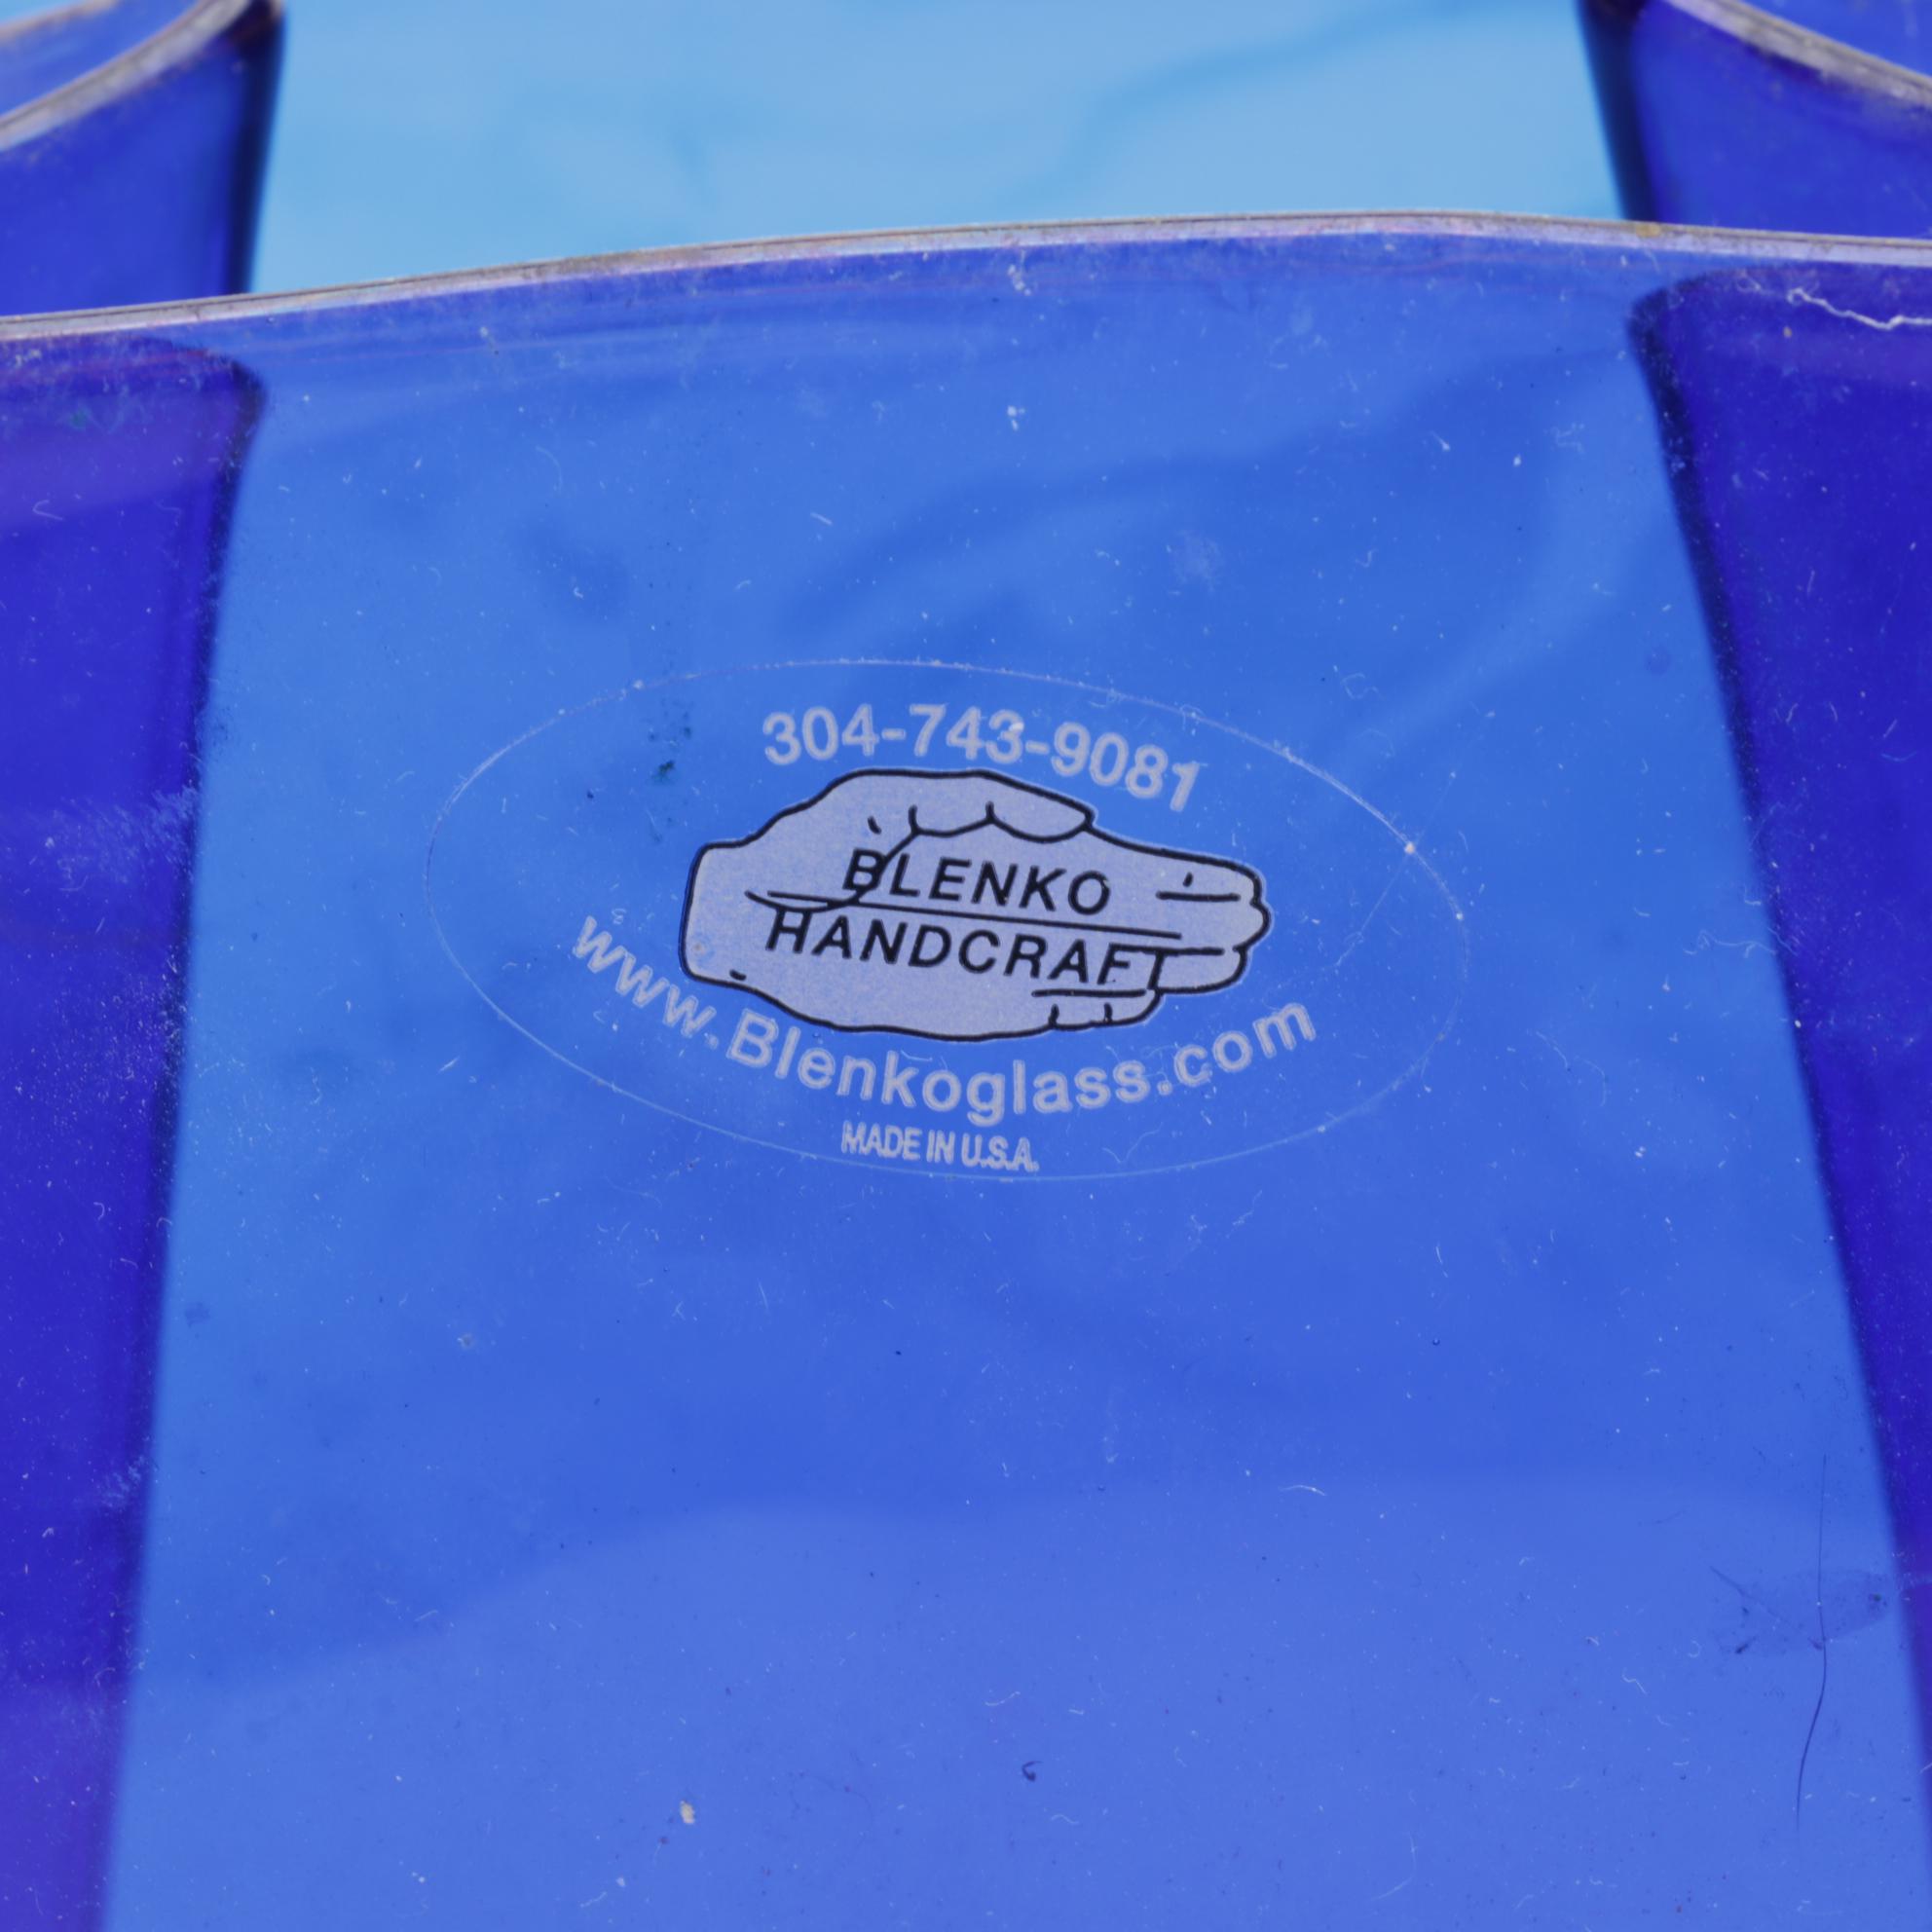 304-743-9081
BLENKO
HANDCRAFT
www.Blenkoglass.com
MADE IN U.S.A.